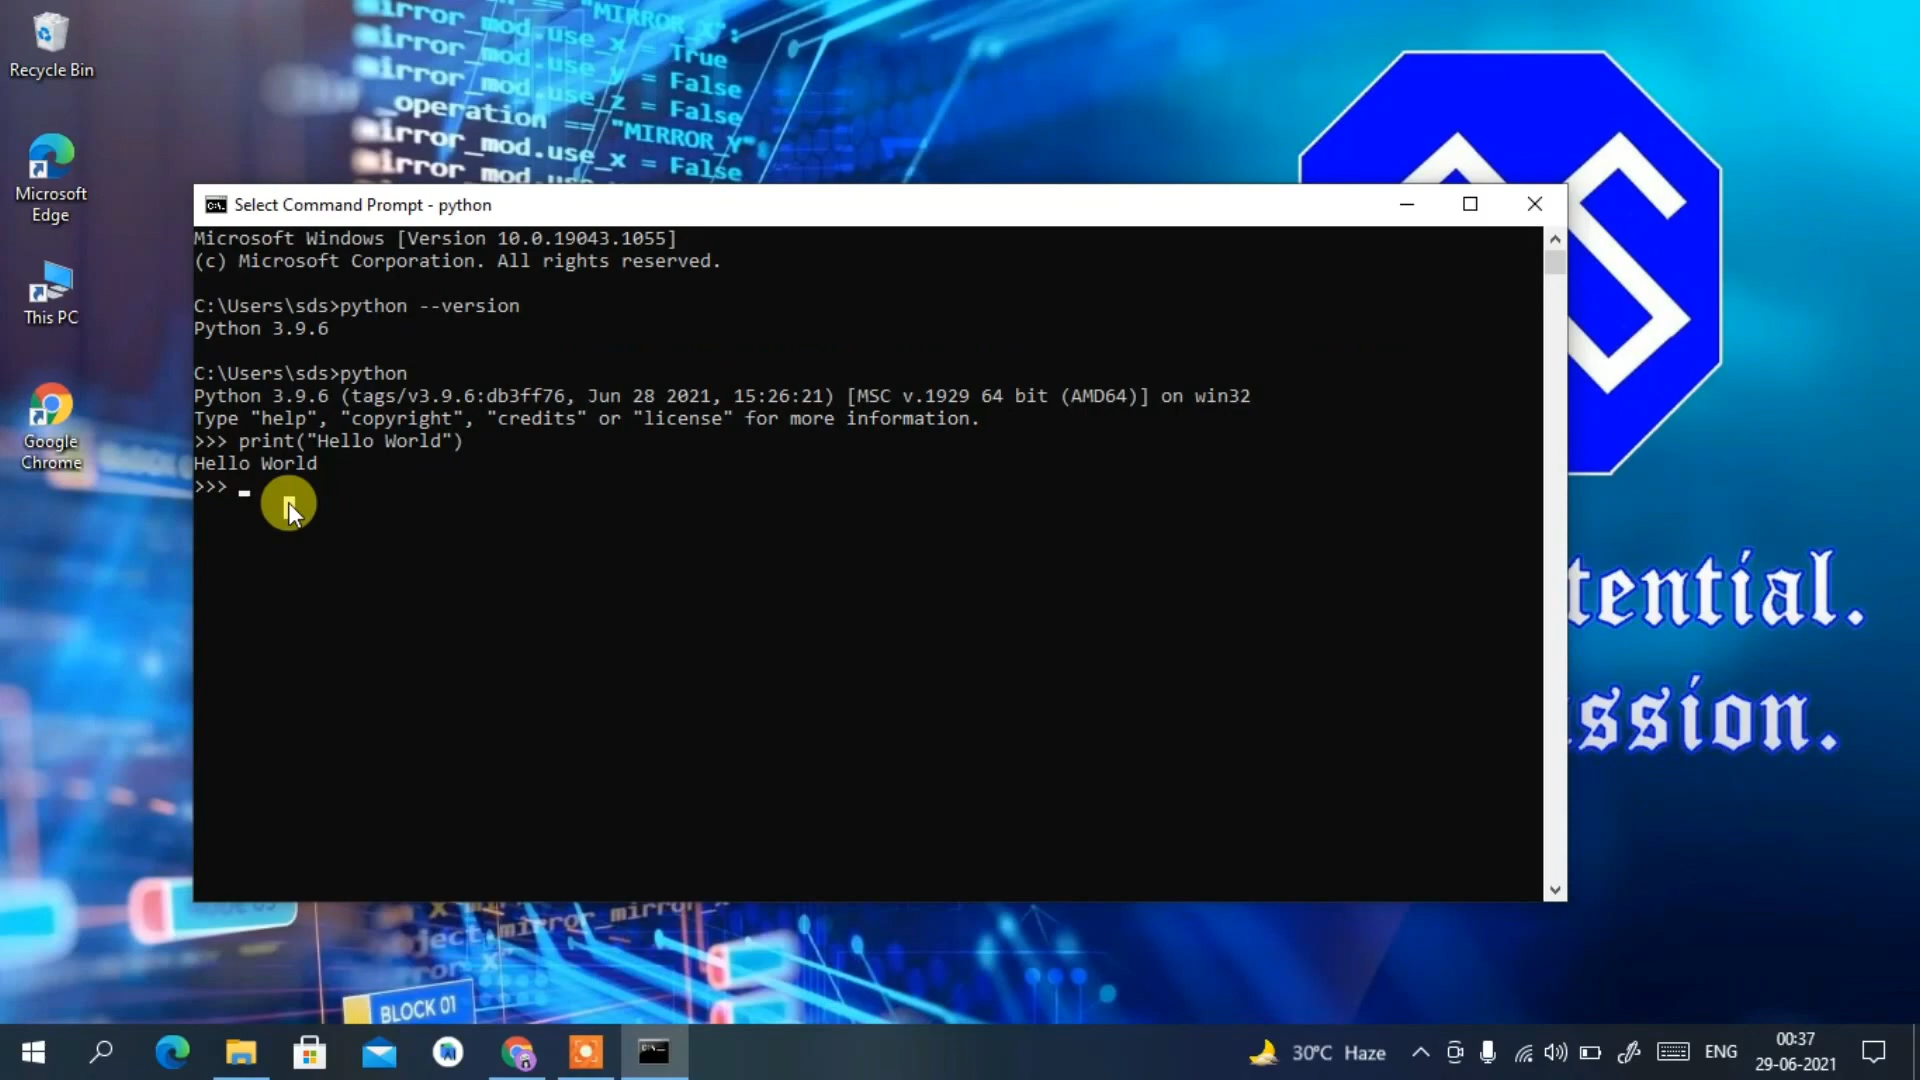 mirror_mod.use_x = True
mirror_mod.use_y = False
mirror_mod.use_z = False
_operation == "MIRROR_Y":
mirror_mod.use_x = False
Recycle Bin
Microsoft
Edge
This PC
Google
Chrome
Select Command Prompt - python
Microsoft Windows [Version 10.0.19043.1055]
(c) Microsoft Corporation. All rights reserved.
C:\Users\sds>python --version
Python 3.9.6
C:\Users\sds>python
Python 3.9.6 (tags/v3.9.6:db3ff76, Jun 28 2021, 15:26:21) [MSC v.1929 64 bit (AMD64)] on win32
Type "help", "copyright", "credits" or "license" for more information.
>>> print("Hello World")
Hello World
>>>
tential.
ssion.
BLOCK 01
30°C Haze
ENG
00:37
29-06-2021